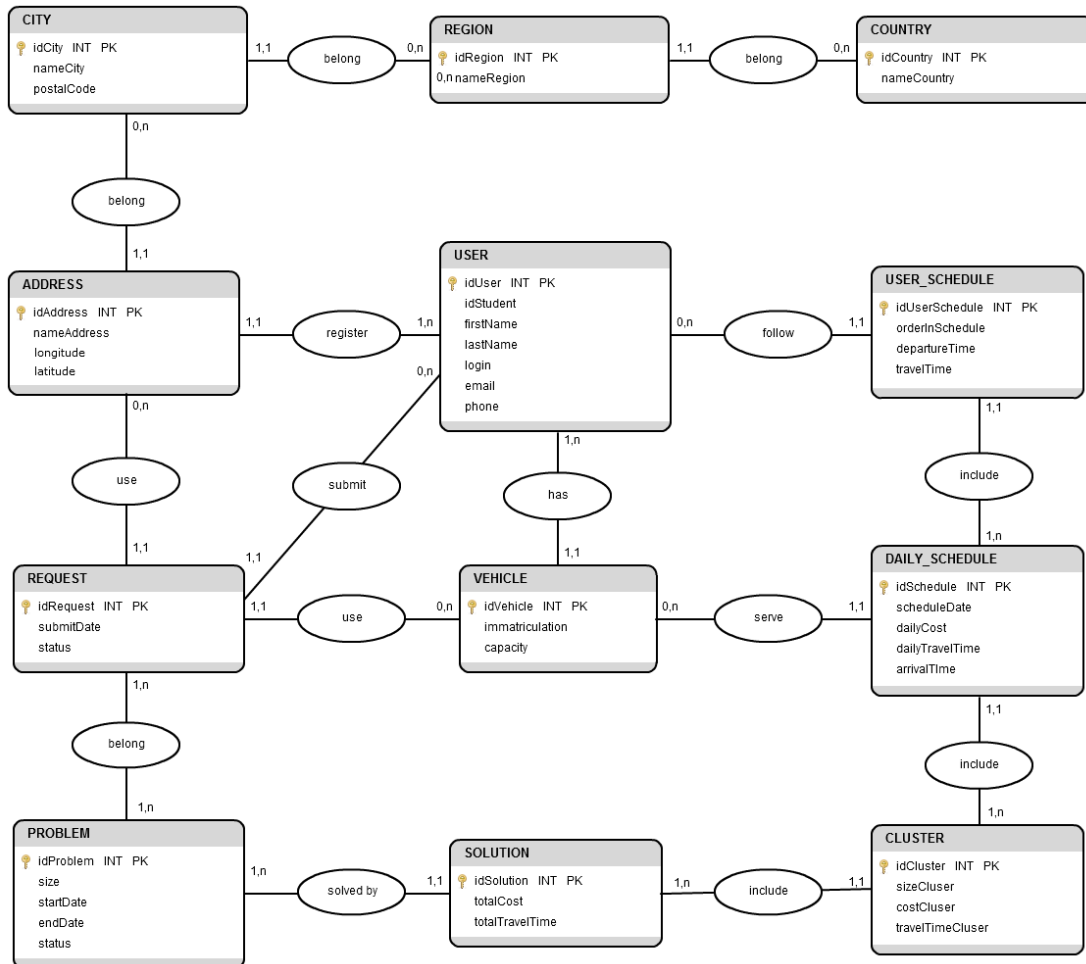 CITY
idCity INT PK
nameCity
postalCode
1,1
belong
0,n
REGION
idRegion INT PK
0,n
nameRegion
1,1
belong
0,n
COUNTRY
idCountry INT PK
nameCountry
0,n
belong
1,1
ADDRESS
idAddress INT PK
nameAddress
longitude
latitude
1,1
register
1,n
USER
idUser INT PK
idStudent
firstName
lastName
login
email
phone
0,n
follow
1,1
USER_SCHEDULE
idUserSchedule INT PK
orderInSchedule
departureTime
travelTime
0,n
use
1,1
0,n
submit
1,1
1,n
has
1,1
1,1
include
1,n
REQUEST
idRequest INT PK
submitDate
status
1,1
use
0,n
VEHICLE
idVehicle INT PK
immatriculation
capacity
0,n
serve
1,1
DAILY_SCHEDULE
idSchedule INT PK
scheduleDate
dailyCost
dailyTravelTime
arrivalTIme
1,n
belong
1,n
1,1
include
1,n
PROBLEM
idProblem INT PK
size
startDate
endDate
status
1,n
solved by
1,1
SOLUTION
idSolution INT PK
totalCost
totalTravelTime
1,n
include
1,1
CLUSTER
idCluster INT PK
sizeCluser
costCluser
travelTimeCluser